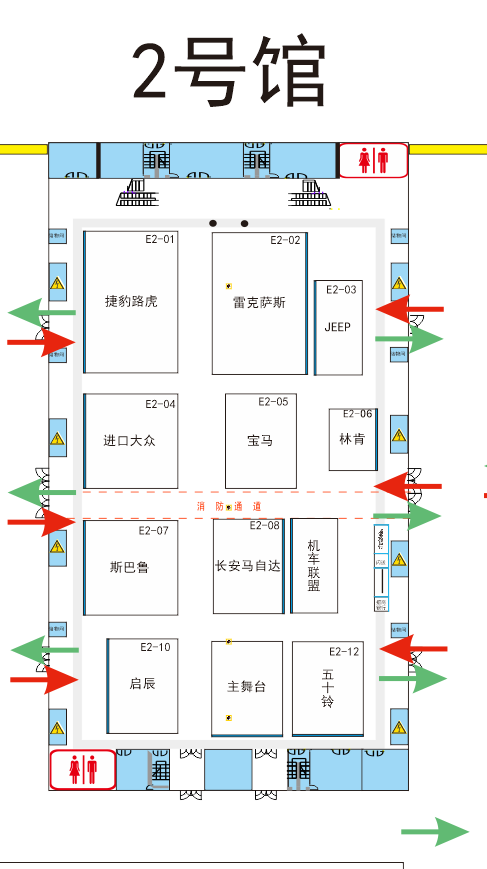 2号馆
E2-01
捷豹路虎
E2-02
雷克萨斯
E2-03
JEEP
E2-04
进口大众
E2-05
宝马
E2-06
林肯
消防通道
E2-07
斯巴鲁
E2-08
长安马自达
机车联盟
E2-10
启辰
主舞台
E2-12
五十铃